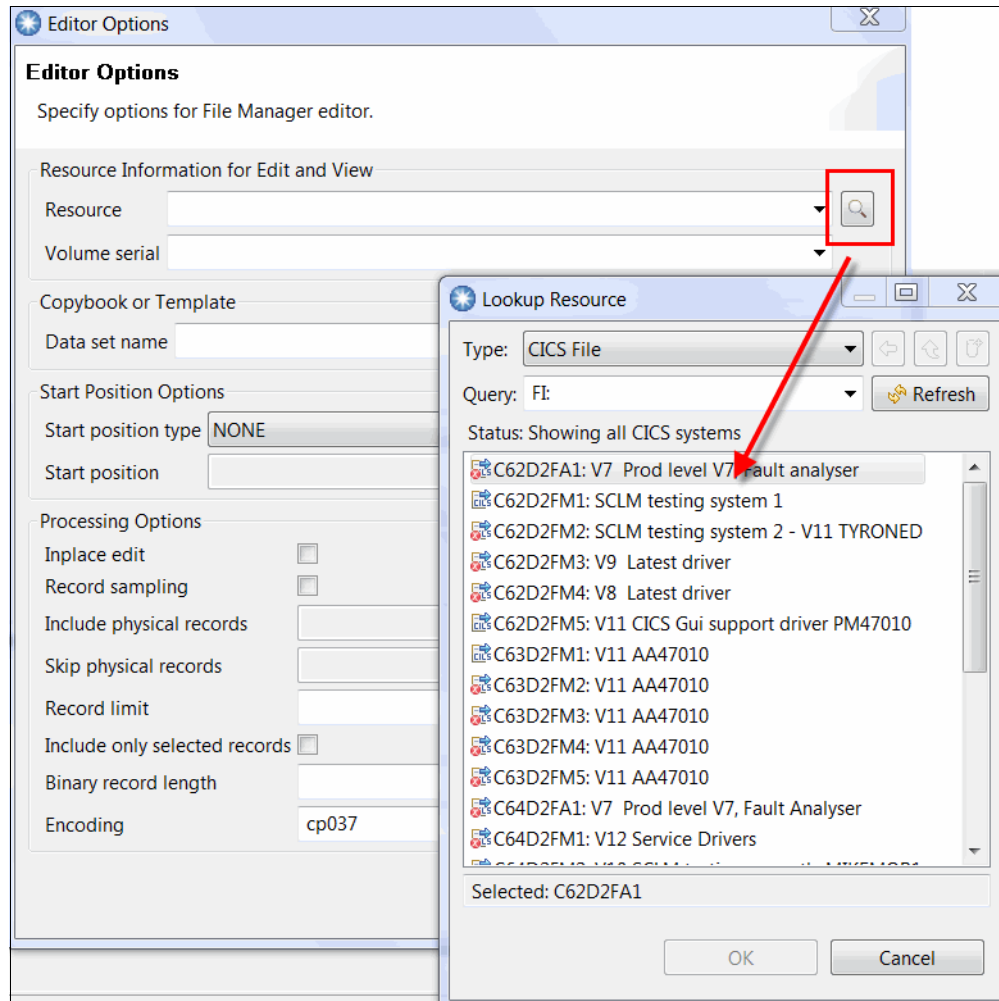 Editor Options
Editor Options
Specify options for File Manager editor.
Resource Information for Edit and View
Resource
Volume serial
Copybook or Template
Data set name
Start Position Options
Start position type NONE
Start position
Processing Options
Inplace edit
Record sampling
Include physical records
Skip physical records
Record limit
Include only selected records
Binary record length
Encoding cp037
Lookup Resource
Type: CICS File
Query: FI: Refresh
Status: Showing all CICS systems
C62D2FA1: V7 Prod level V7, Fault analyser
C62D2FM1: SCLM testing system 1
C62D2FM2: SCLM testing system 2 - V11 TYRONED
C62D2FM3: V9 Latest driver
C62D2FM4: V8 Latest driver
C62D2FM5: V11 CICS Gui support driver PM47010
C63D2FM1: V11 AA47010
C63D2FM2: V11 AA47010
C63D2FM3: V11 AA47010
C63D2FM4: V11 AA47010
C63D2FM5: V11 AA47010
C64D2FA1: V7 Prod level V7, Fault Analyser
C64D2FM1: V12 Service Drivers
Selected: C62D2FA1
OK Cancel